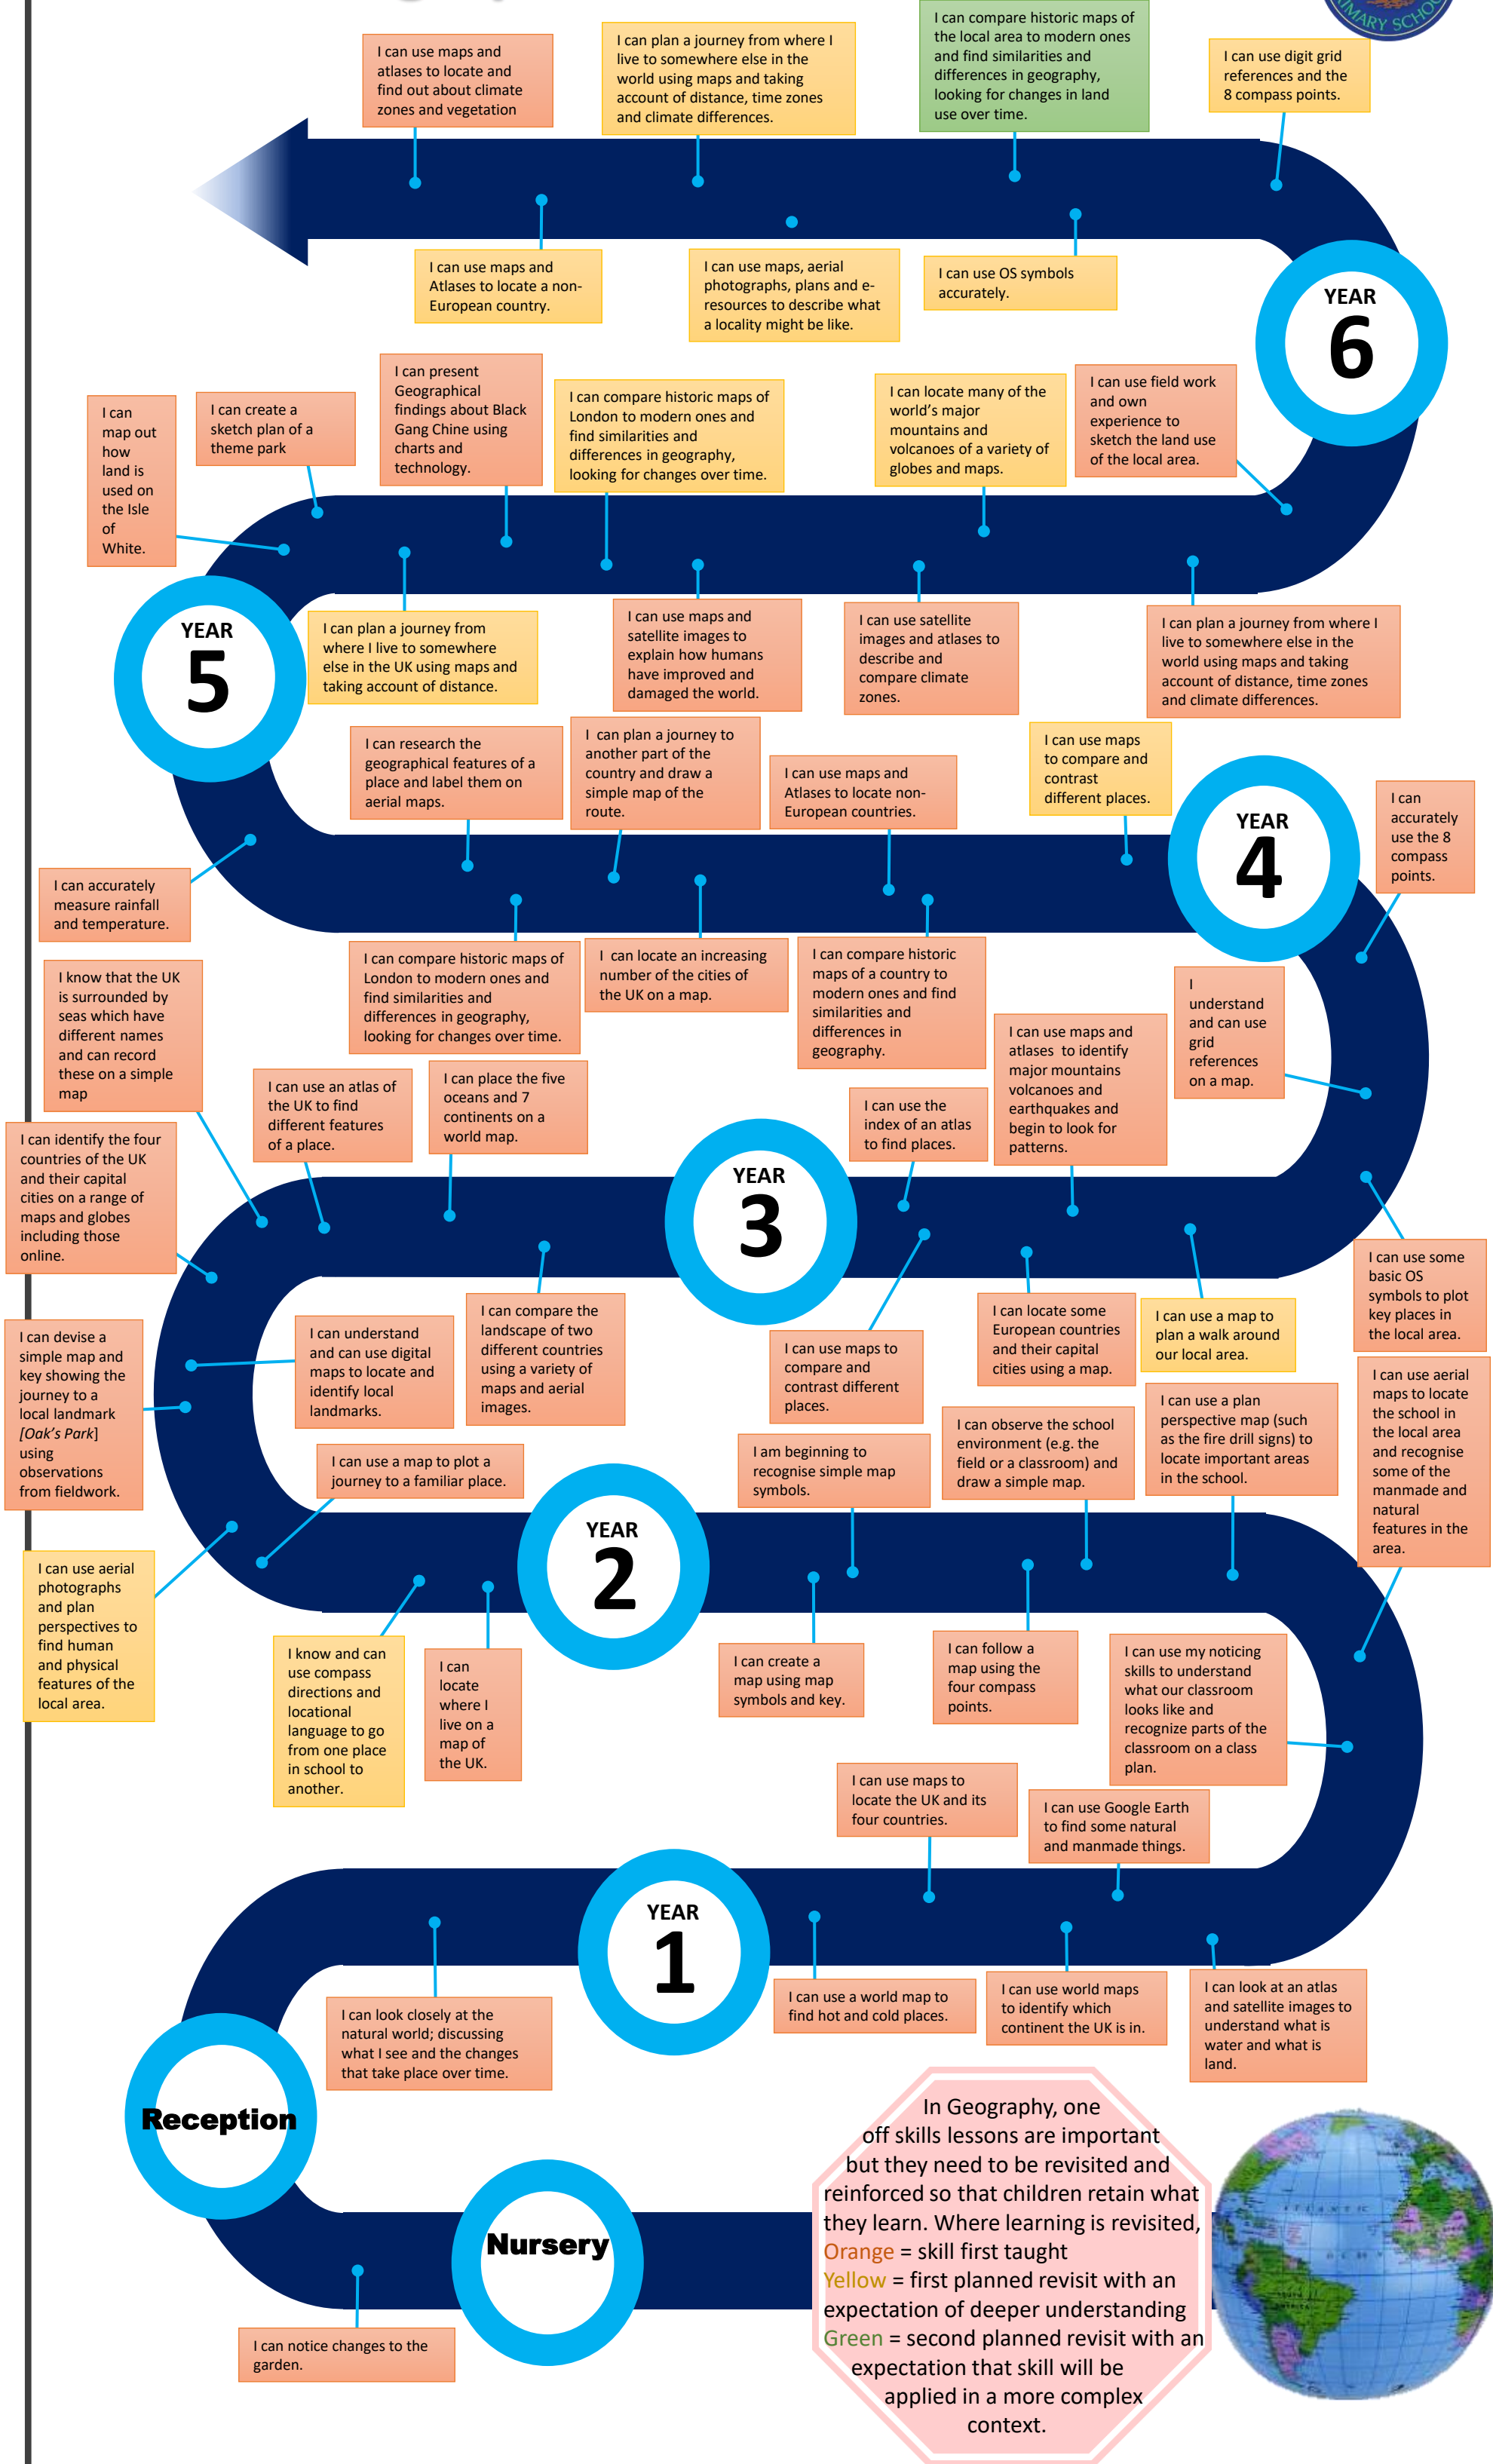 PRIMARY SCHOOL
I can compare historic maps of
the local area to modern ones
and find similarities and
differences in geography,
looking for changes in land
use over time.
I can use maps and
atlases to locate and
find out about climate
zones and vegetation
I can plan a journey from where I
live to somewhere else in the
world using maps and taking
account of distance, time zones
and climate differences.
I can use digit grid
references and the
8 compass points.
I can use maps and
Atlases to locate a non-
European country.
I can use maps, aerial
photographs, plans and e-
resources to describe what
a locality might be like.
I can use OS symbols
accurately.
YEAR
6
I can
map out
how
land is
used on
the Isle
of
White.
I can create a
sketch plan of a
theme park
I can present
Geographical
findings about Black
Gang Chine using
charts and
technology.
I can compare historic maps of
London to modern ones and
find similarities and
differences in geography,
looking for changes over time.
I can locate many of the
world's major
mountains and
volcanoes of a variety of
globes and maps.
I can use field work
and own
experience to
sketch the land use
of the local area.
YEAR
5
I can plan a journey from
where I live to somewhere
else in the UK using maps and
taking account of distance.
I can use maps and
satellite images to
explain how humans
have improved and
damaged the world.
I can use satellite
images and atlases to
describe and
compare climate
zones.
I can plan a journey from where I
live to somewhere else in the
world using maps and taking
account of distance, time zones
and climate differences.
I can research the
geographical features of a
place and label them on
aerial maps.
I can plan a journey to
another part of the
country and draw a
simple map of the
route.
I can use maps and
Atlases to locate non-
European countries.
I can use maps
to compare and
contrast
different places.
YEAR
4
I can
accurately
use the 8
compass
points.
I can accurately
measure rainfall
and temperature.
I can compare historic maps of
London to modern ones and
find similarities and
differences in geography,
looking for changes over time.
I can locate an increasing
number of the cities of
the UK on a map.
I can compare historic
maps of a country to
modern ones and find
similarities and
differences in
geography.
I can use maps and
atlases to identify
major mountains
volcanoes and
earthquakes and
begin to look for
patterns.
I
understand
and can use
grid
references
on a map.
I know that the UK
is surrounded by
seas which have
different names
and can record
these on a simple
map
I can use an atlas of
the UK to find
different features
of a place.
I can place the five
oceans and 7
continents on a
world map.
I can use the
index of an atlas
to find places.
I can identify the four
countries of the UK
and their capital
cities on a range of
maps and globes
including those
online.
YEAR
3
I can use some
basic OS
symbols to plot
key places in
the local area.
I can devise a
simple map and
key showing the
journey to a
local landmark
[Oak's Park]
using
observations
from fieldwork.
I can understand
and can use digital
maps to locate and
identify local
landmarks.
I can compare the
landscape of two
different countries
using a variety of
maps and aerial
images.
I can use maps to
compare and
contrast different
places.
I can locate some
European countries
and their capital
cities using a map.
I can use a map to
plan a walk around
our local area.
I can use aerial
maps to locate
the school in
the local area
and recognise
some of the
manmade and
natural
features in the
area.
I can use a map to plot a
journey to a familiar place.
I am beginning to
recognise simple map
symbols.
I can observe the school
environment (e.g. the
field or a classroom) and
draw a simple map.
I can use a plan
perspective map (such
as the fire drill signs) to
locate important areas
in the school.
YEAR
2
I can use aerial
photographs
and plan
perspectives to
find human
and physical
features of the
local area.
I know and can
use compass
directions and
locational
language to go
from one place
in school to
another.
I can
locate
where I
live on a
map of
the UK.
I can create a
map using map
symbols and key.
I can follow a
map using the
four compass
points.
I can use my noticing
skills to understand
what our classroom
looks like and
recognize parts of the
classroom on a class
plan.
I can use maps to
locate the UK and its
four countries.
I can use Google Earth
to find some natural
and manmade things.
YEAR
1
I can look closely at the
natural world; discussing
what I see and the changes
that take place over time.
I can use a world map to
find hot and cold places.
I can use world maps
to identify which
continent the UK is in.
I can look at an atlas
and satellite images to
understand what is
water and what is
land.
Reception
Nursery
I can notice changes to the
garden.
In Geography, one
off skills lessons are important
but they need to be revisited and
reinforced so that children retain what
they learn. Where learning is revisited,
Orange = skill first taught
Yellow = first planned revisit with an
expectation of deeper understanding
Green = second planned revisit with an
expectation that skill will be
applied in a more complex
context.